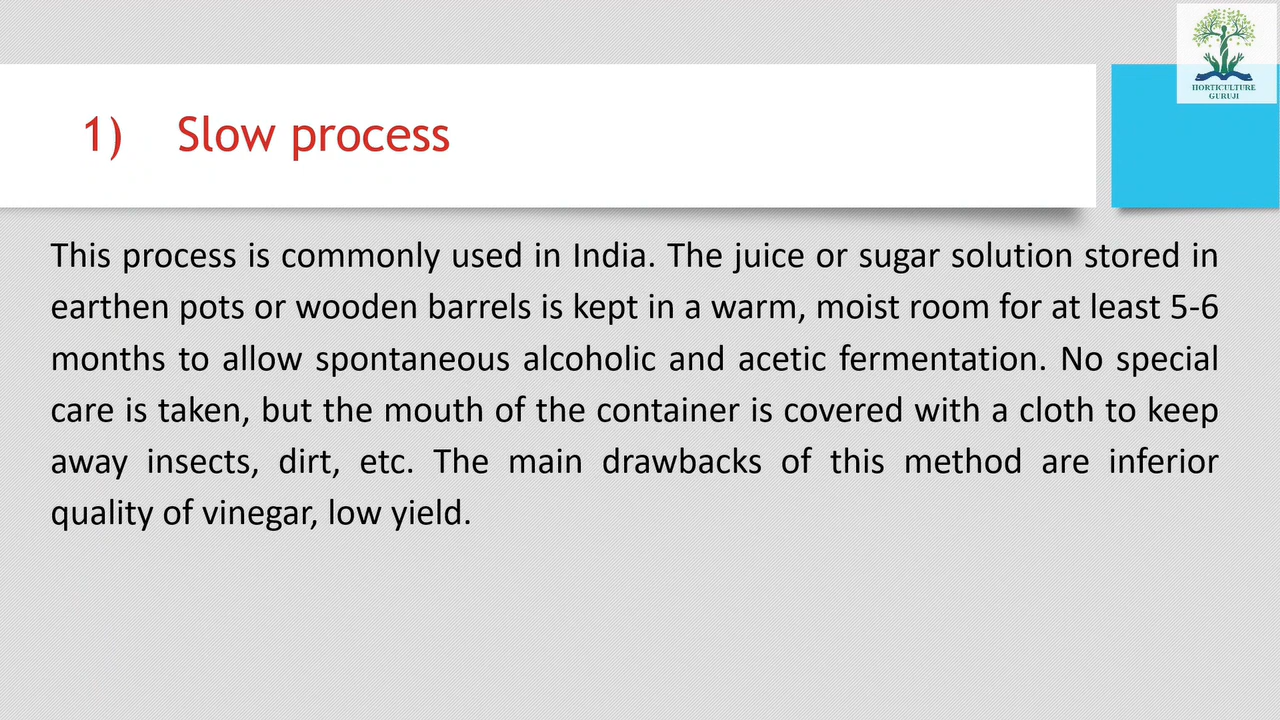 HORTICULTURE
GURUJI
1) Slow process
This process is commonly used in India. The juice or sugar solution stored in
earthen pots or wooden barrels is kept in a warm, moist room for at least 5-6
months to allow spontaneous alcoholic and acetic fermentation. No special
care is taken, but the mouth of the container is covered with a cloth to keep
away insects, dirt, etc. The main drawbacks of this method are inferior
quality of vinegar, low yield.